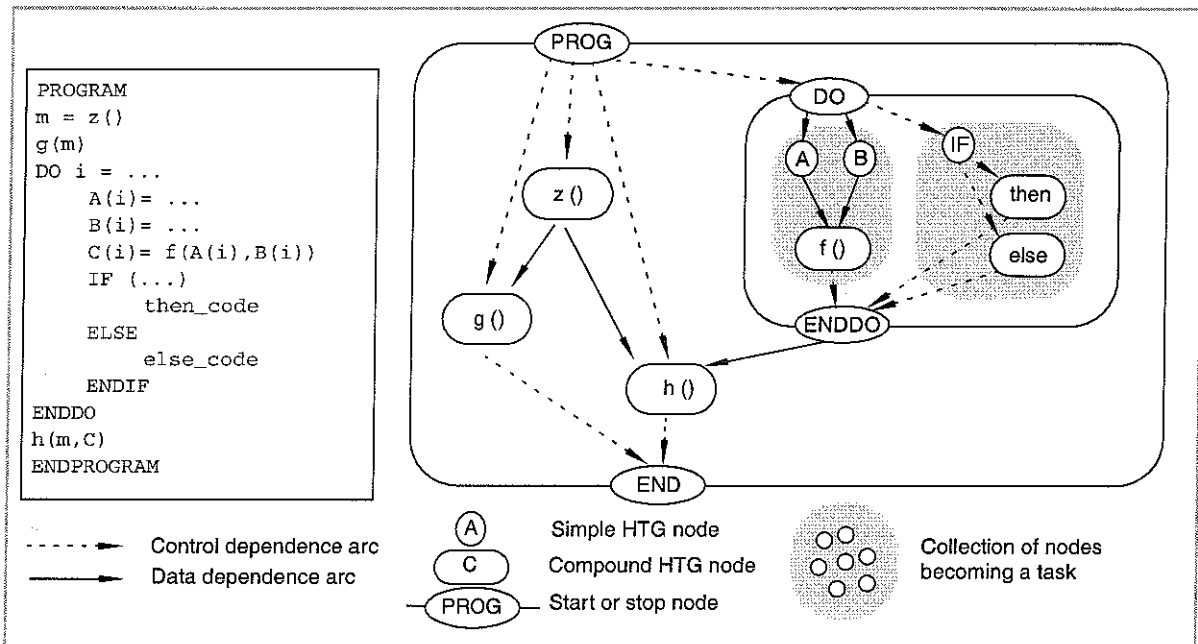 PROGRAM
m = z()
g(m)
DO i = ...
A(i)= ...
B(i)= ...
C(i)= f(A(i),B(i))
IF (...)
then_code
ELSE
else_code
ENDIF
ENDDO
h(m,C)
ENDPROGRAM
PROG
DO
A
B
IF
then
z ()
f ()
else
g ()
ENDDO
h ()
END
Control dependence arc
Data dependence arc
A
Simple HTG node
C
Compound HTG node
PROG
Start or stop node
Collection of nodes
becoming a task